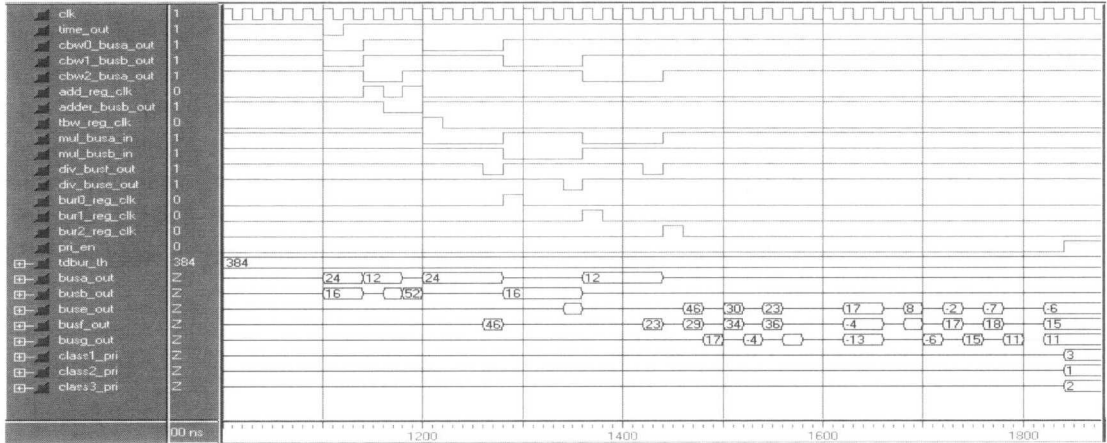 clk 1
time_out 1
cbw0_busa_out 1
cbw1_busb_out 1
cbw2_busa_out 1
add_reg_clk 0
adder_busb_out 1
tbw_reg_clk 0
mul_busa_in 1
mul_busb_in 1
div_busf_out 1
div_buse_out 1
bur0_reg_clk 0
bur1_reg_clk 0
bur2_reg_clk 0
pri_en 0
tdbur_th 384 384
busa_out Z 24 12 24 12
busb_out Z 16 52 16
buse_out Z 46 30 23 17 8 -2 -7 -6
busf_out Z 46 23 29 34 36 -4 17 18 15
busg_out Z 17 -4 -13 -6 15 11 11
class1_pri Z 3
class2_pri Z 1
class3_pri Z 2
00 ns 1200 1400 1600 1800